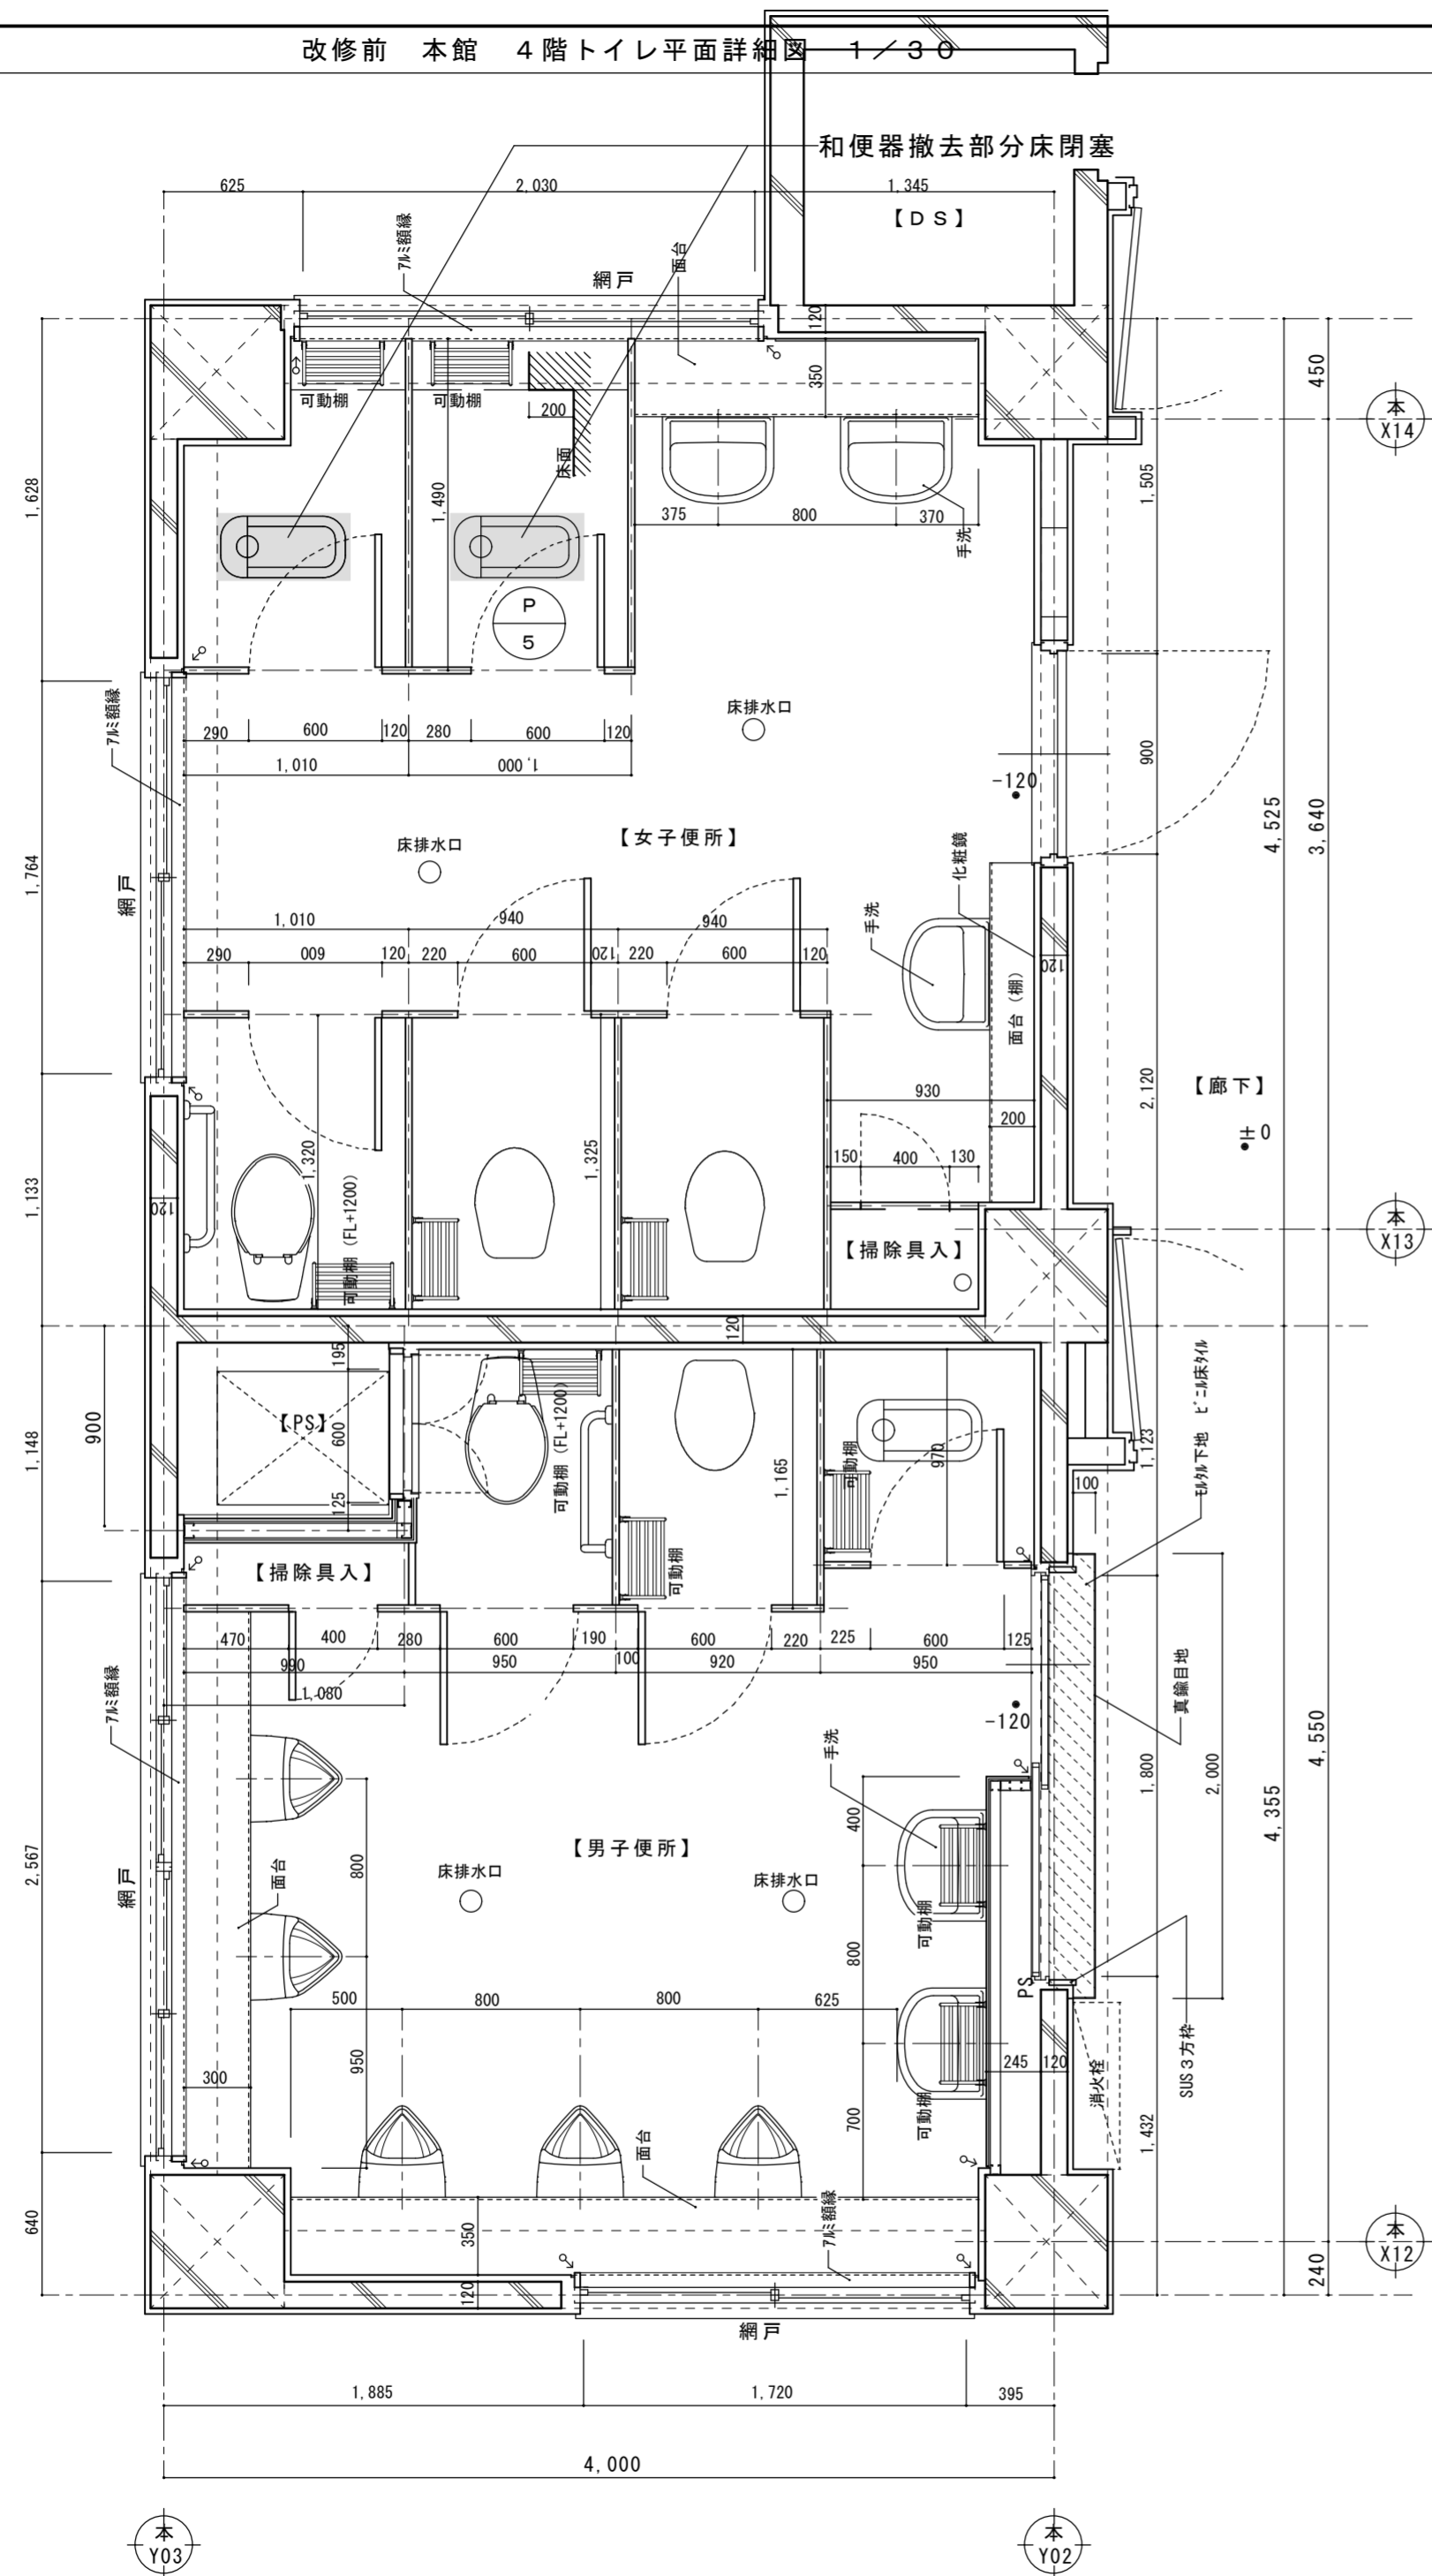 改修前　本館　４階トイレ平面詳細図　１／３０
和便器撤去部分床閉塞
625
2,030
1,345
【ＤＳ】
ｱﾙﾐ額縁
網戸
面台
120
350
450
可動棚
可動棚
200
床面
本
X14
1,628
1,490
1,505
375
800
370
手洗
P
5
床排水口
ｱﾙﾐ額縁
290
600
120
280
600
120
1,010
1,000
900
-120
4,525
3,640
床排水口
【女子便所】
化粧鏡
1,764
網戸
手洗
1,010
940
940
290
600
120
220
600
120
220
600
120
120
面台（棚）
930
200
2,120
【廊下】
±0
1,320
1,325
150
400
130
1,133
120
可動棚（FL+1200）
【掃除具入】
本
X13
120
195
【PS】
600
125
900
1,148
可動棚（FL+1200）
1,165
可動棚
970
可動棚
1,123
100
ﾓﾙﾀﾙ下地　ﾋﾞﾆﾙ床ﾀｲﾙ
【掃除具入】
470
400
280
600
190
600
220
225
600
125
990
950
100
920
950
1,080
ｱﾙﾐ額縁
-120
真鍮目地
手洗
400
1,800
2,000
4,550
4,355
【男子便所】
床排水口
床排水口
800
面台
2,567
網戸
可動棚
800
500
800
800
625
PS
950
300
245
120
消火栓
SUS３方枠
可動棚
700
1,432
面台
640
350
120
ｱﾙﾐ額縁
本
X12
240
網戸
1,885
1,720
395
4,000
本
Y03
本
Y02